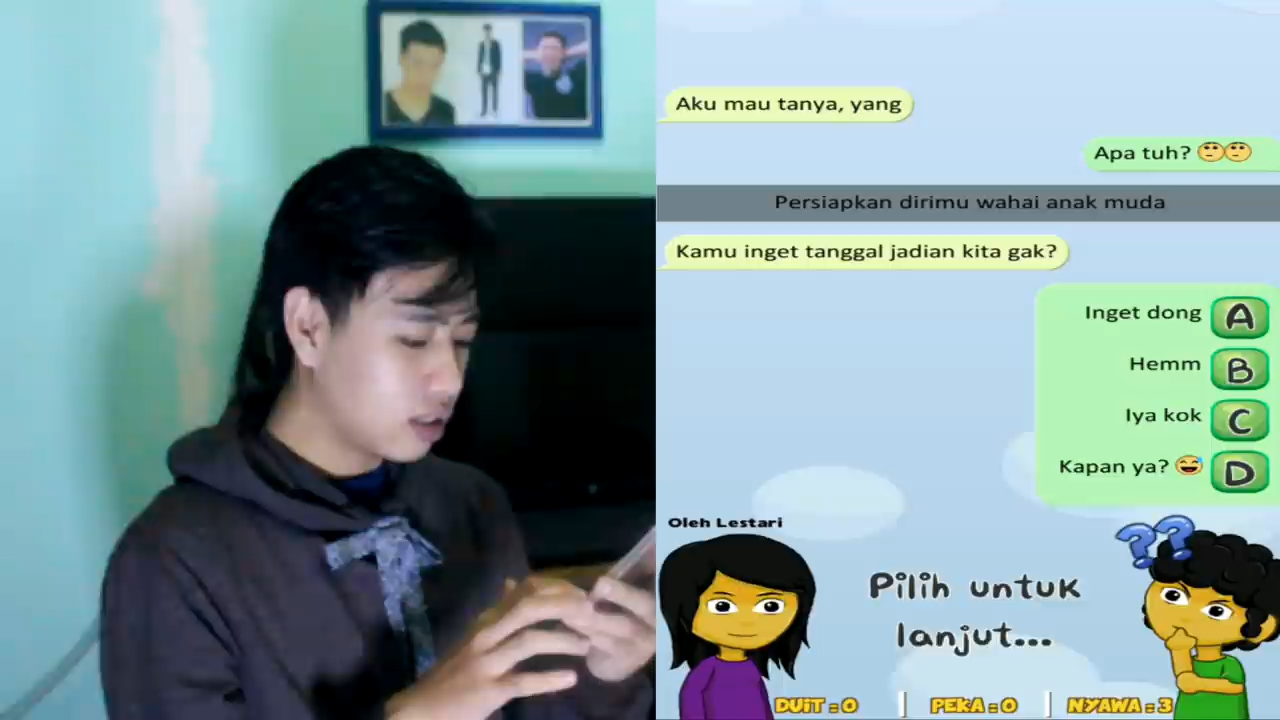 Aku mau tanya, yang
Apa tuh? 🙄🙄
Persiapkan dirimu wahai anak muda
Kamu inget tanggal jadian kita gak?
Inget dong A
Hemm B
Iya kok C
Kapan ya? 😅 D
Oleh Lestari
Pilih untuk
lanjut...
DUIT = 0 | PEKA = 0 | NYAWA = 3